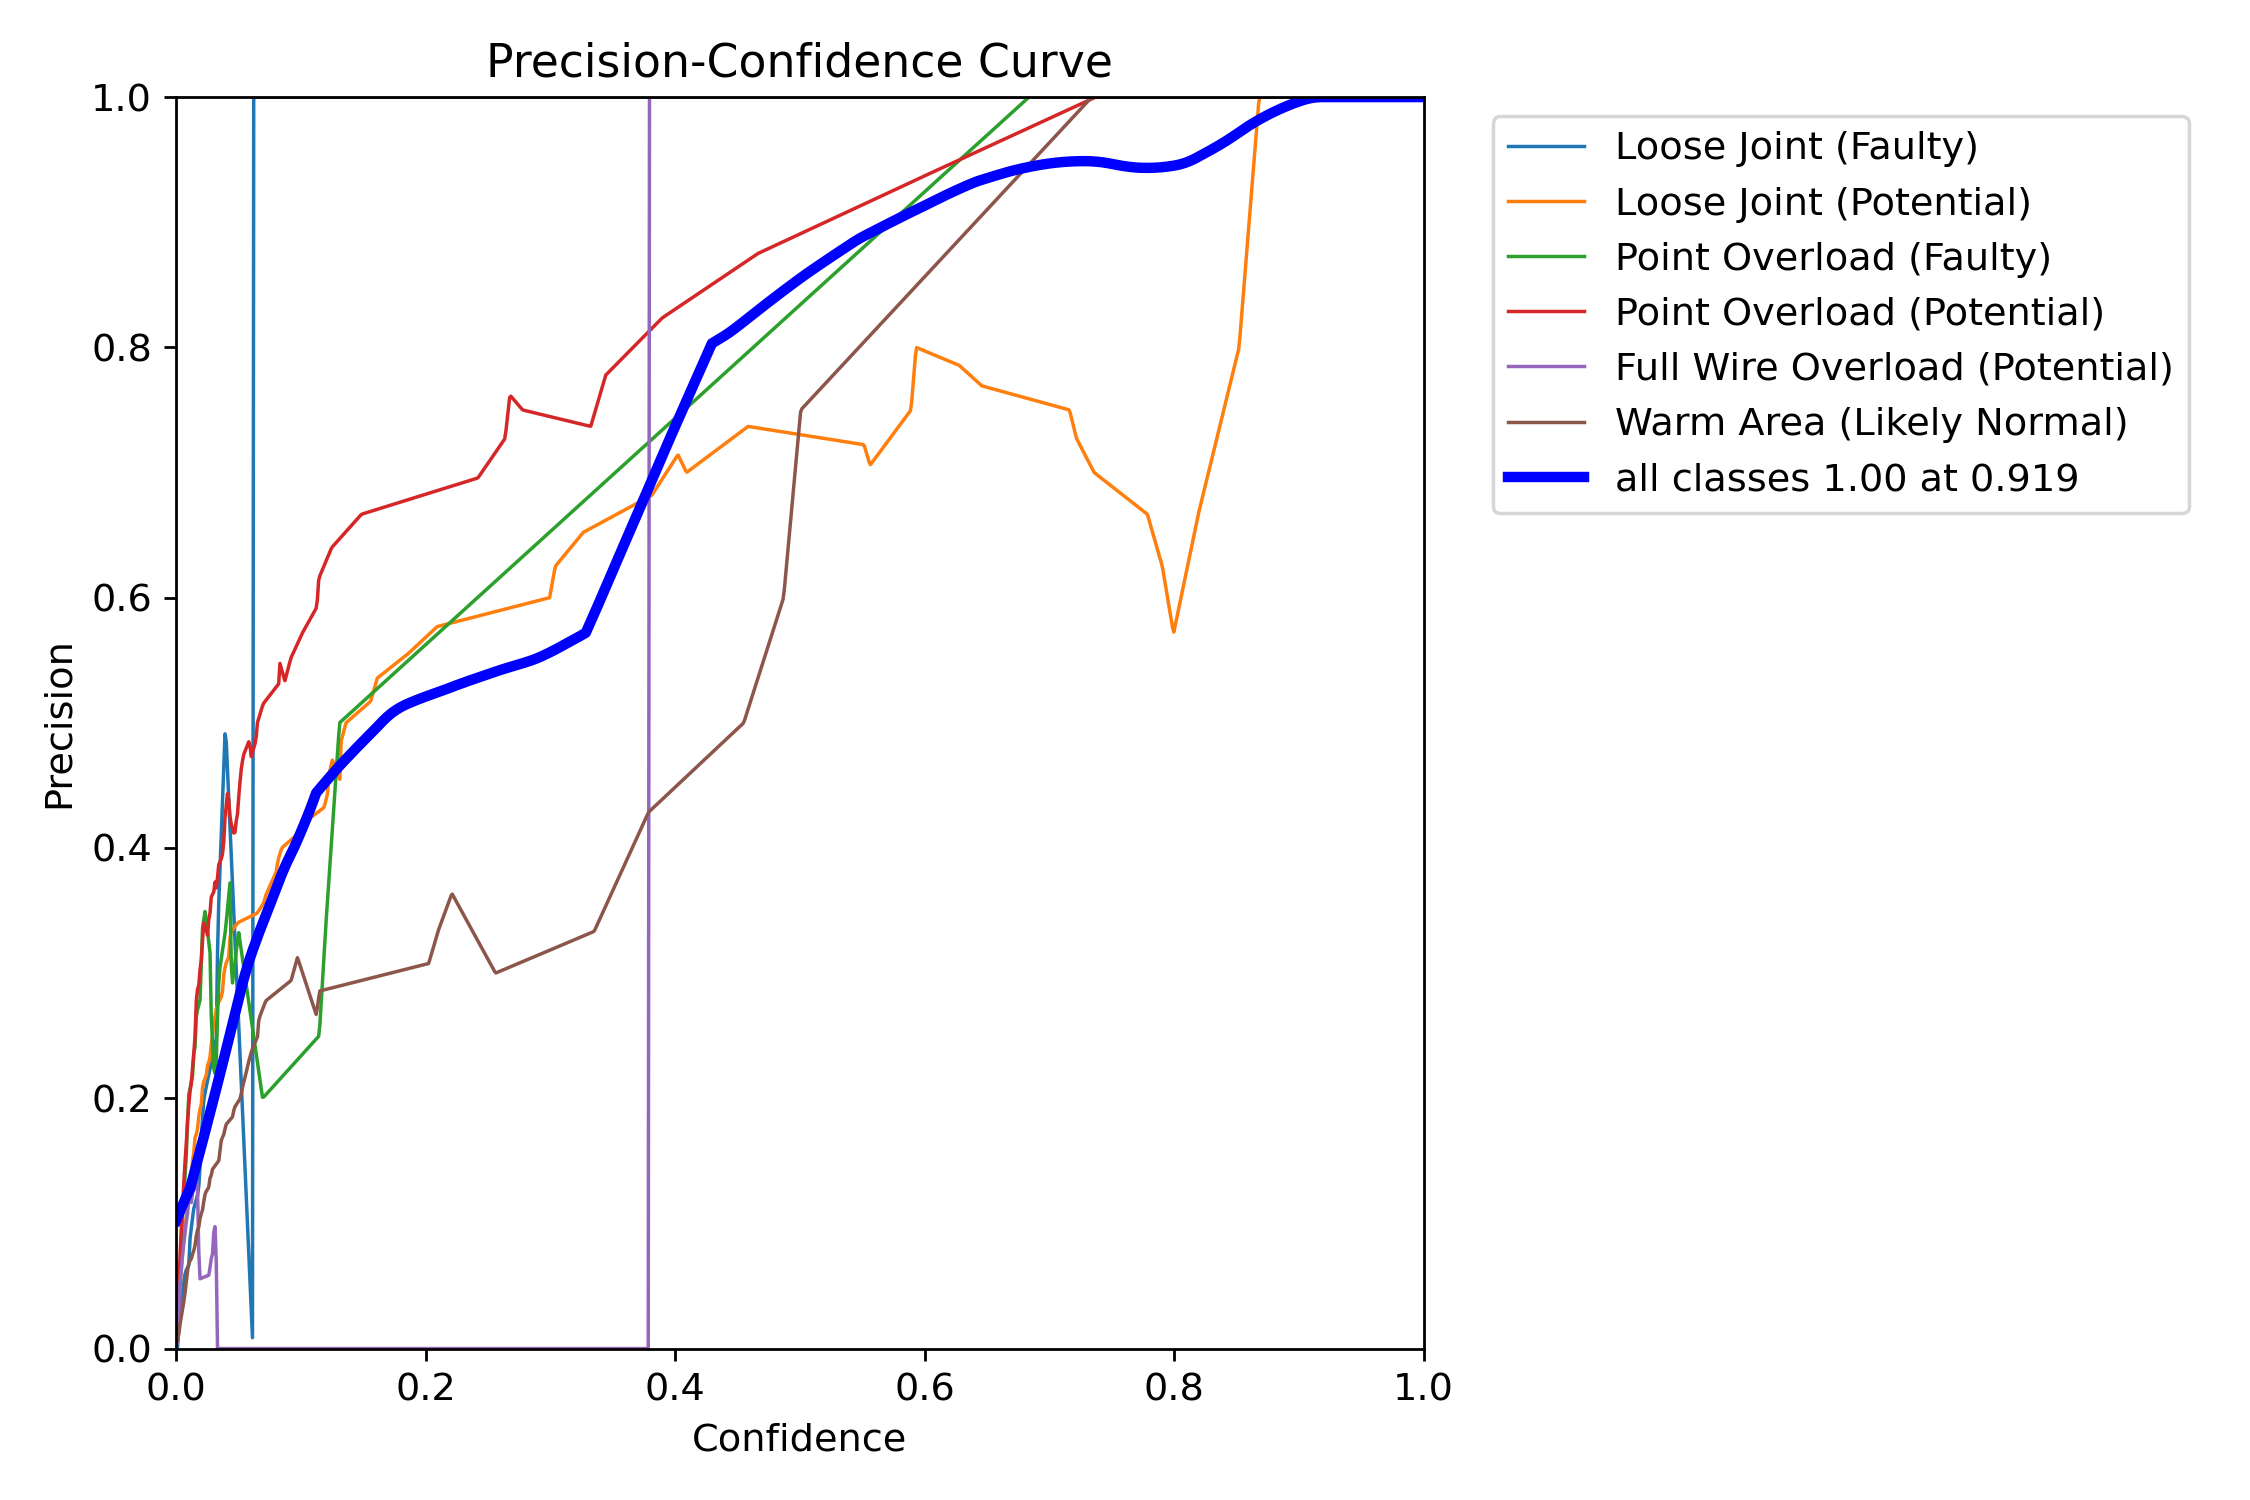 Precision-Confidence Curve
1.0
0.8
0.6
0.4
0.2
0.0
Precision
0.0 0.2 0.4 0.6 0.8 1.0
Confidence
Loose Joint (Faulty)
Loose Joint (Potential)
Point Overload (Faulty)
Point Overload (Potential)
Full Wire Overload (Potential)
Warm Area (Likely Normal)
all classes 1.00 at 0.919